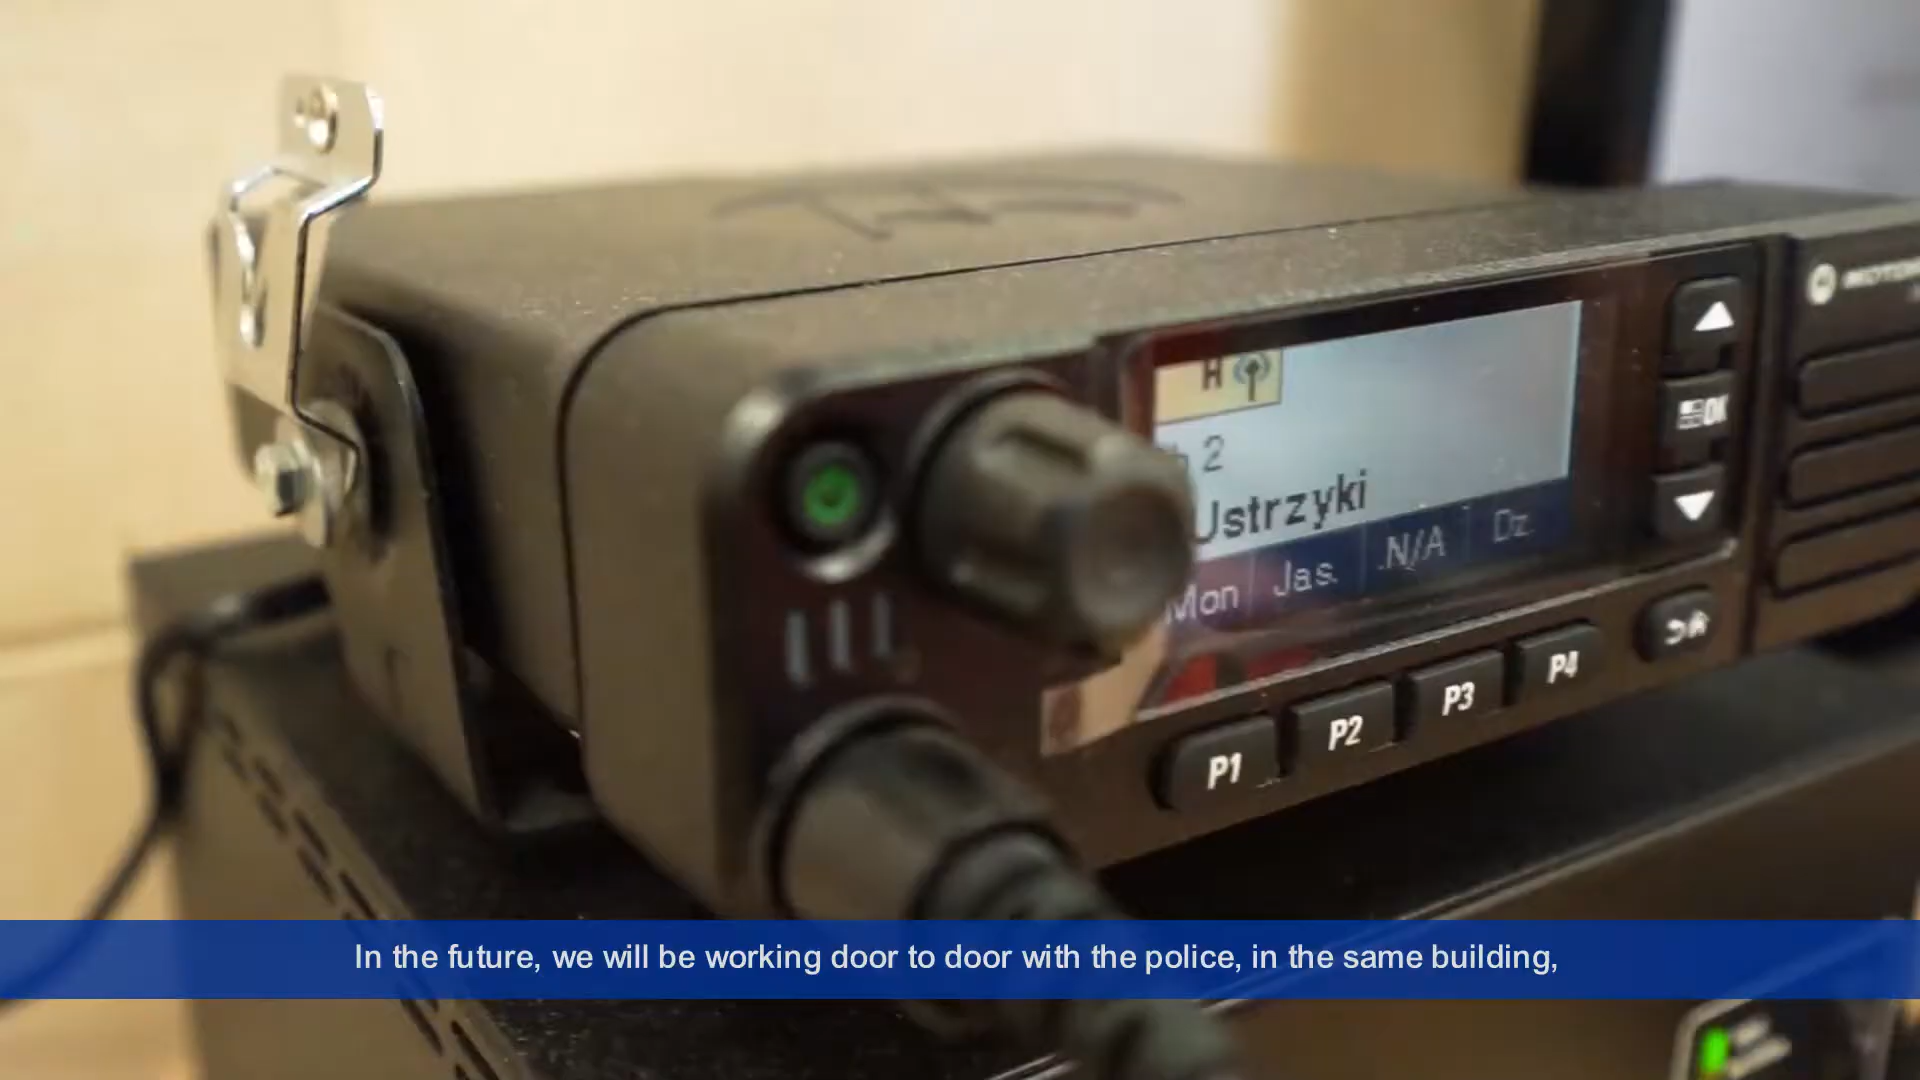 H
2
Ustrzyki
Mon Jas. N/A Dz.
OK
P1 P2 P3 P4
In the future, we will be working door to door with the police, in the same building,